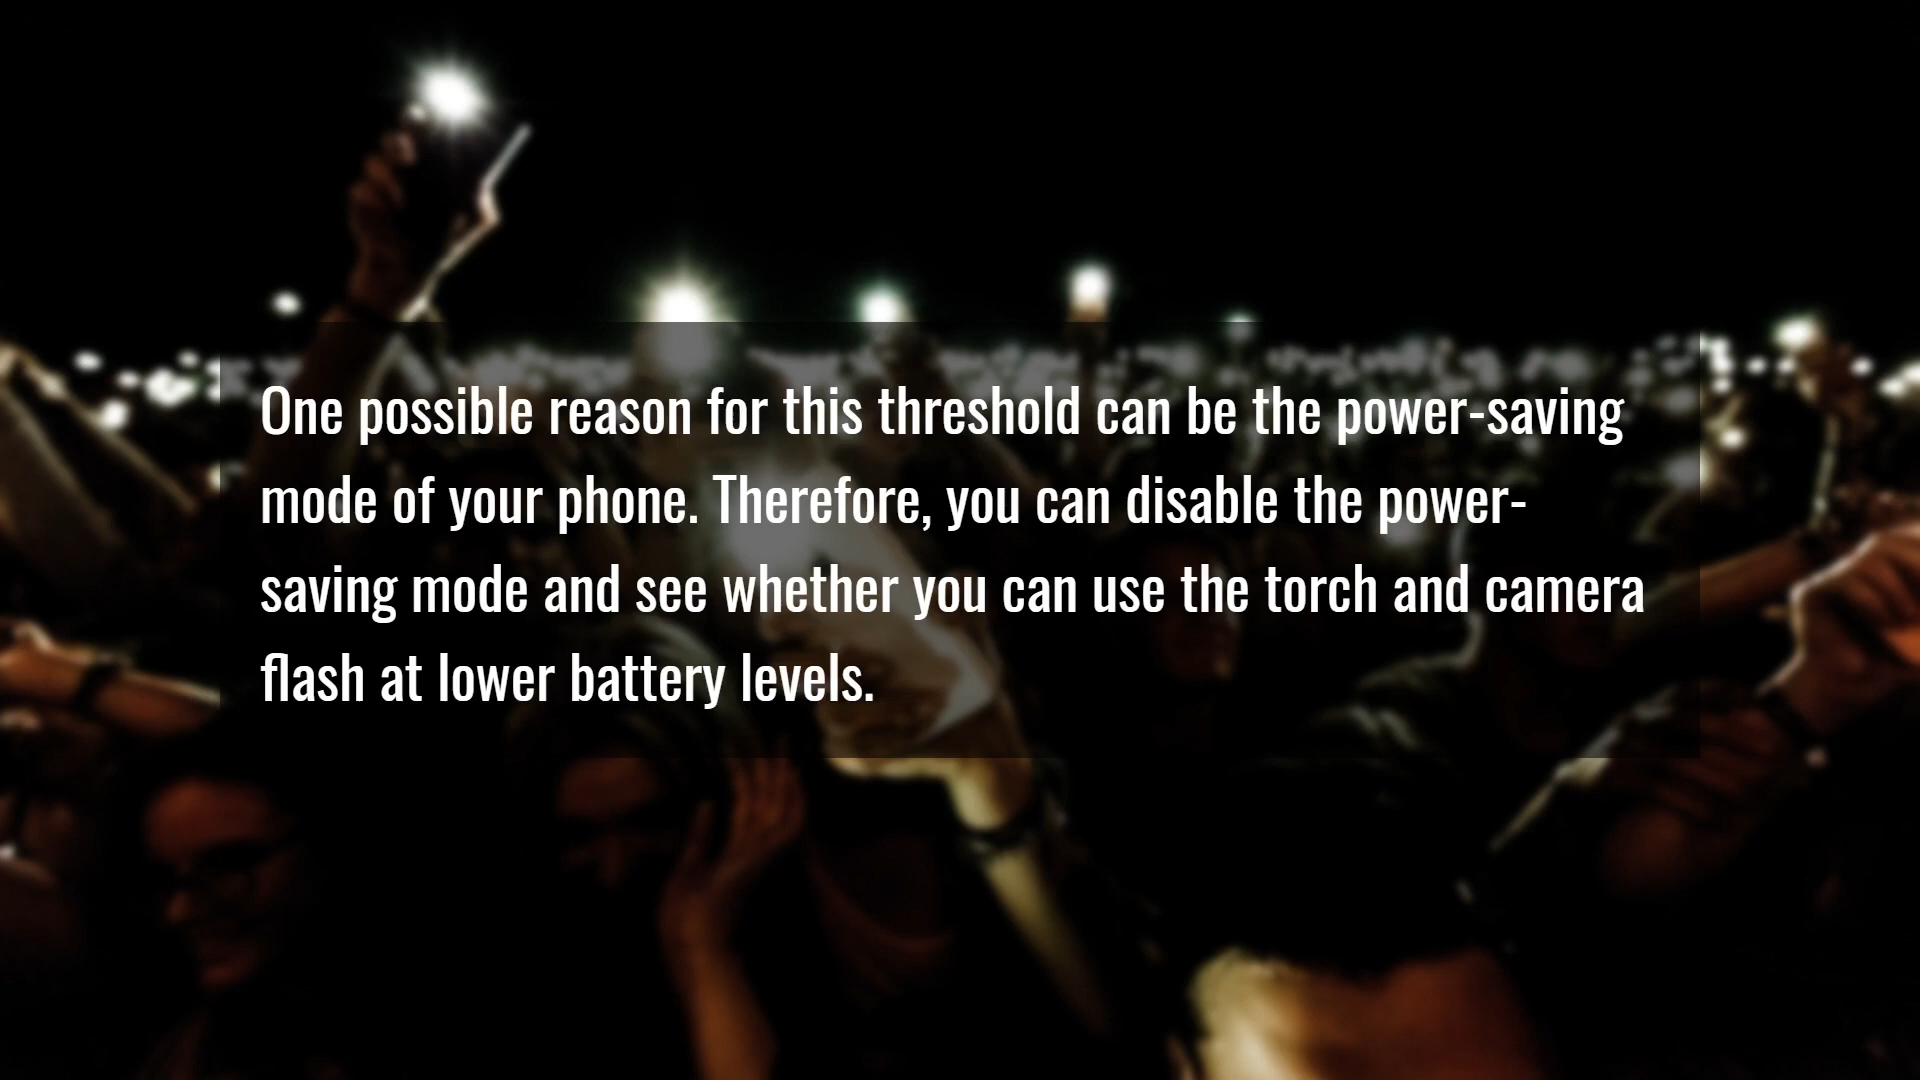 One possible reason for this threshold can be the power-saving
mode of your phone. Therefore, you can disable the power-
saving mode and see whether you can use the torch and camera
flash at lower battery levels.